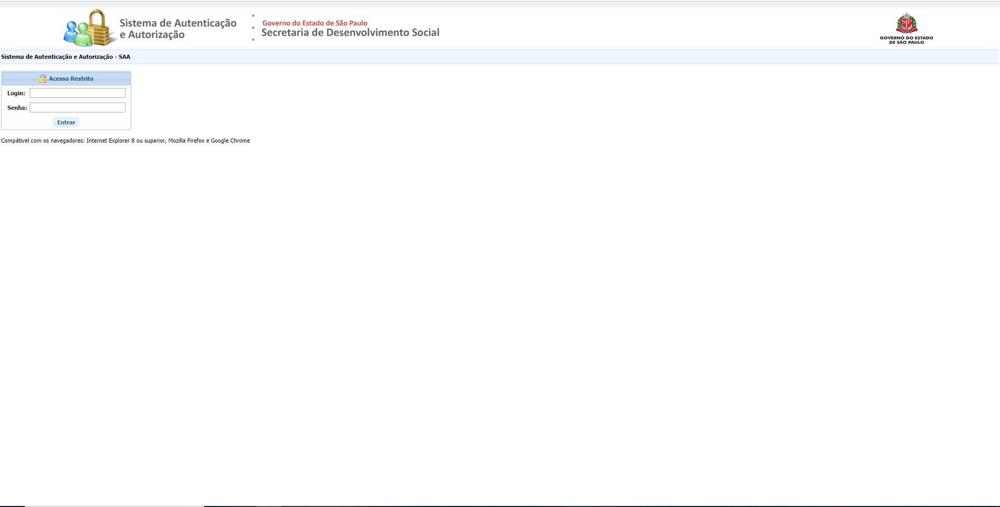 Sistema de Autenticação
e Autorização
Governo do Estado de São Paulo
Secretaria de Desenvolvimento Social
SP
GOVERNO DO ESTADO
DE SÃO PAULO
Sistema de Autenticação e Autorização - SAA
Acesso Restrito
Login:
Senha:
Entrar
Compátivel com os navegadores: Internet Explorer 8 ou superior, Mozilla Firefox e Google Chrome